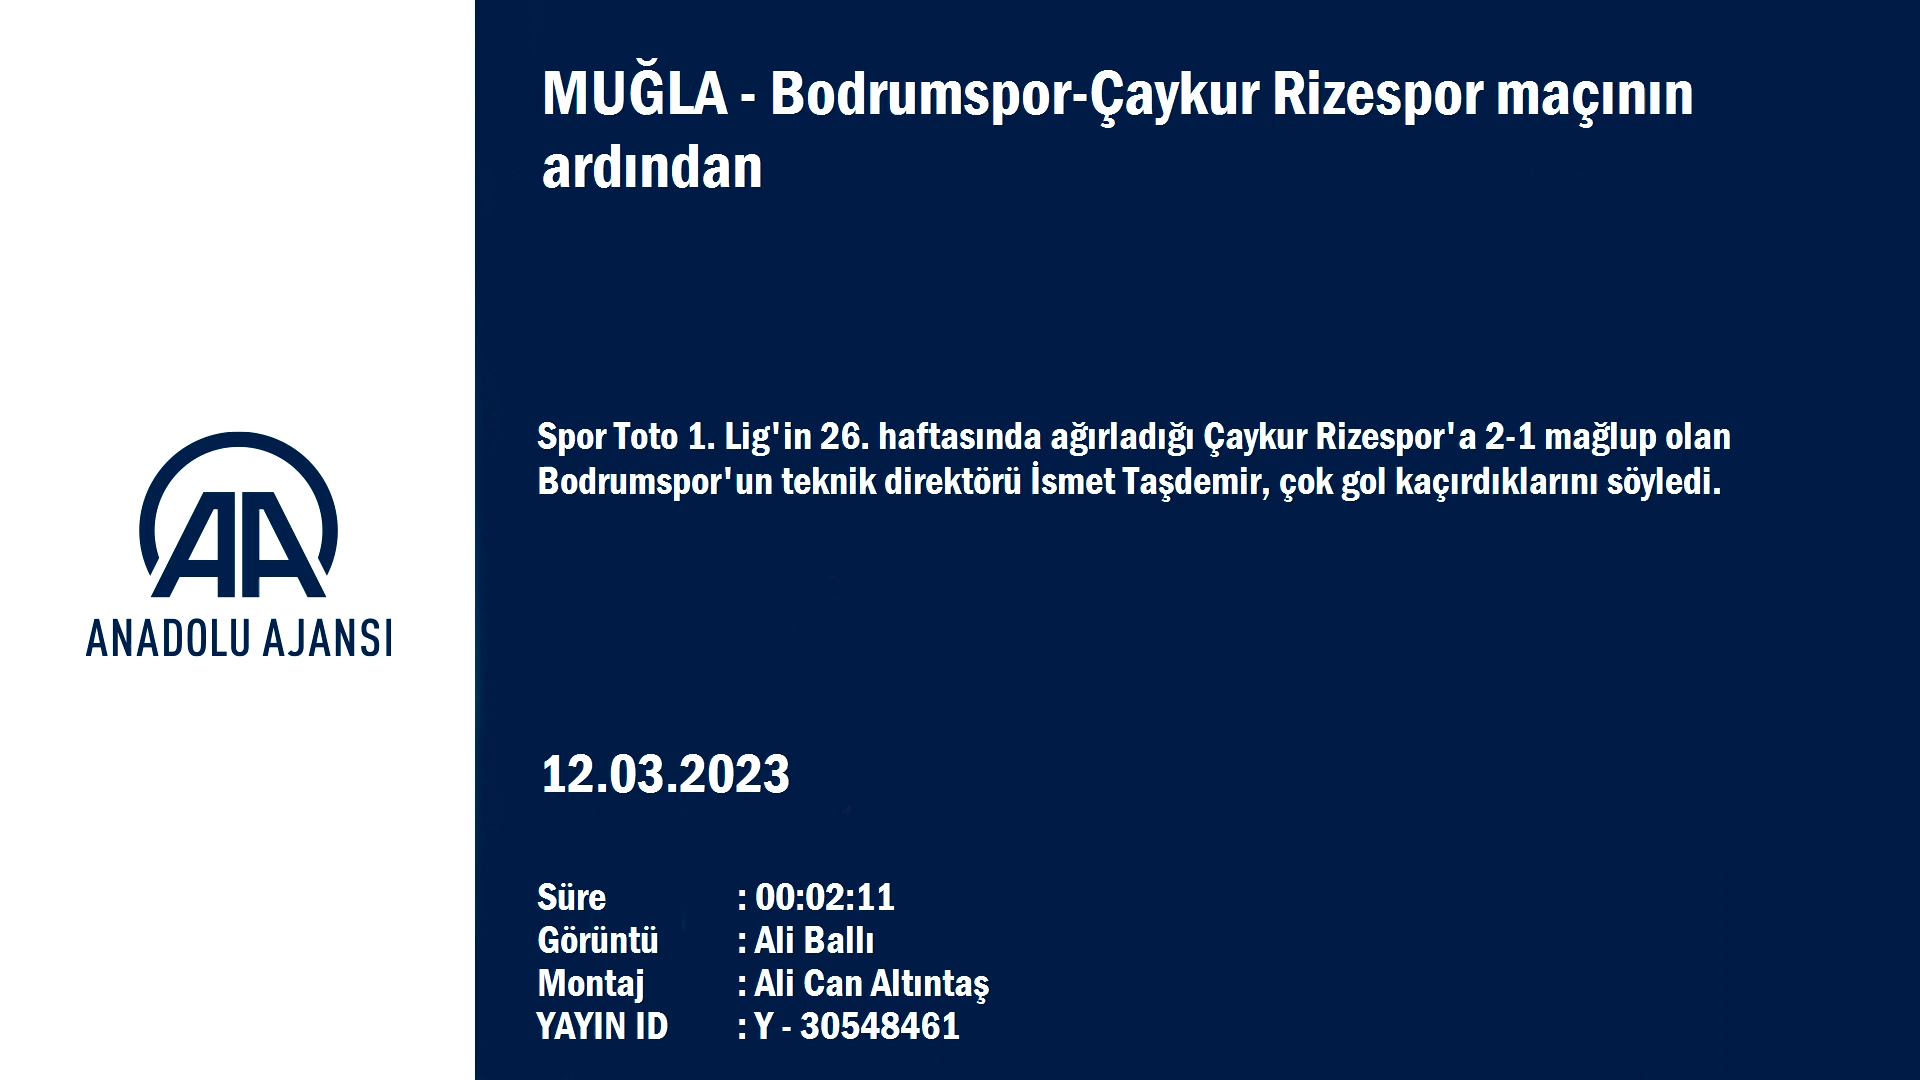 MUĞLA - Bodrumspor-Çaykur Rizespor maçının
ardından
Spor Toto 1. Lig'in 26. haftasında ağırladığı Çaykur Rizespor'a 2-1 mağlup olan
Bodrumspor'un teknik direktörü İsmet Taşdemir, çok gol kaçırdıklarını söyledi.
AA
ANADOLU AJANSI
12.03.2023
Süre : 00:02:11
Görüntü : Ali Ballı
Montaj : Ali Can Altıntaş
YAYIN ID : Y - 30548461